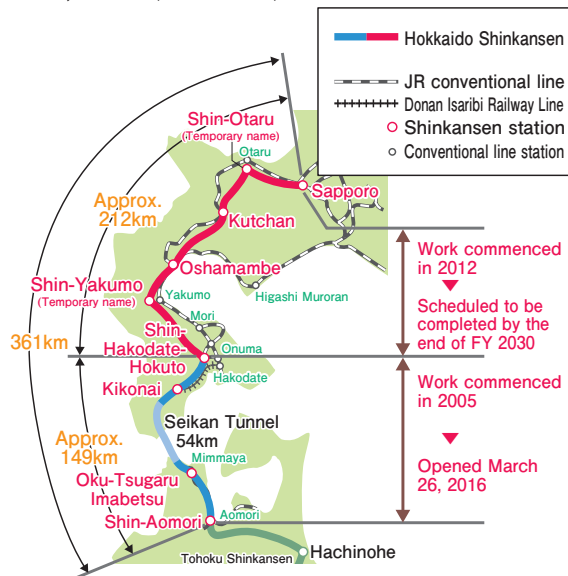 Hokkaido Shinkansen
JR conventional line
Donan Isaribi Railway Line
Shinkansen station
Conventional line station
Shin-Otaru
(Temporary name)
Otaru
Sapporo
Approx.
212km
Kutchan
Oshamambe
Work commenced
in 2012
Shin-Yakumo
(Temporary name)
Yakumo
Higashi Muroran
Scheduled to be
completed by the
end of FY 2030
Mori
Shin-
Hakodate-
Hokuto
Onuma
361km
Hakodate
Kikonai
Work commenced
in 2005
Seikan Tunnel
54km
Approx.
149km
Mimmaya
Oku-Tsugaru
Imabetsu
Opened March
26, 2016
Shin-Aomori
Aomori
Tohoku Shinkansen
Hachinohe